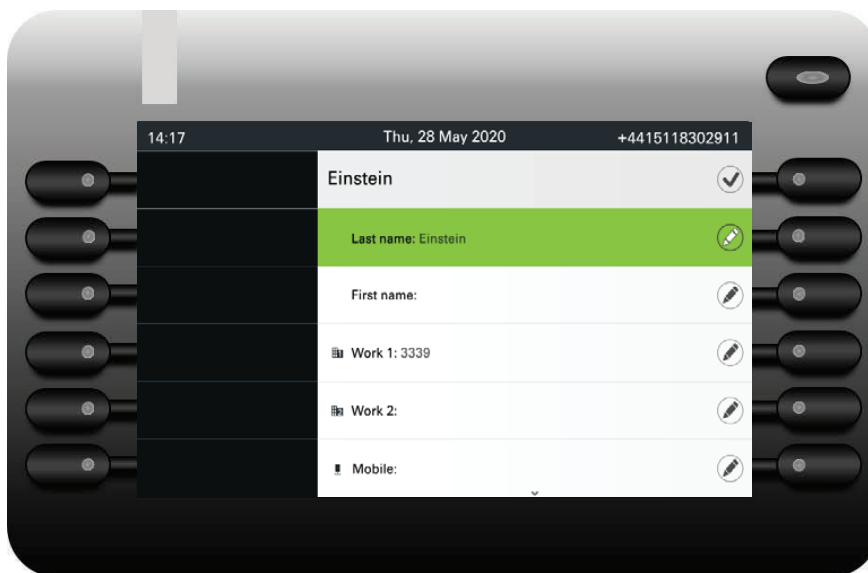 14:17 Thu, 28 May 2020 +4415118302911
Einstein
Last name: Einstein
First name:
Work 1: 3339
Work 2:
Mobile: